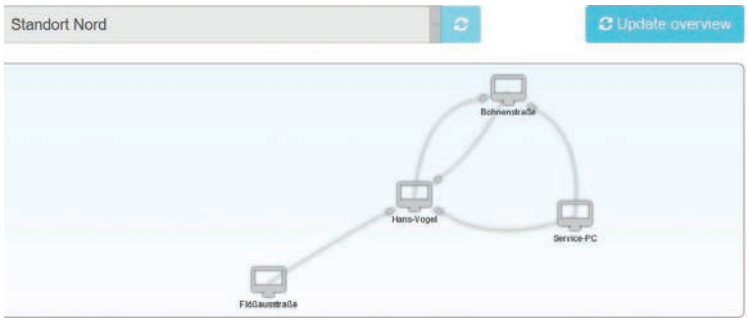 Standort Nord
Update overview
Bohnenstraße
Hans-Vogel
Service-PC
Flößaustraße